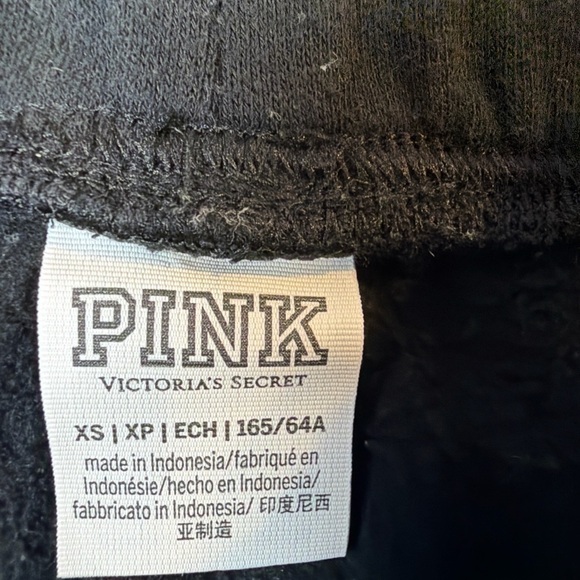 PINK
VICTORIA'S SECRET
XS | XP | ECH | 165/64A
made in Indonesia/fabriqué en
Indonésie/hecho en Indonesia/
fabbricato in Indonesia/ 印度尼西
亚制造